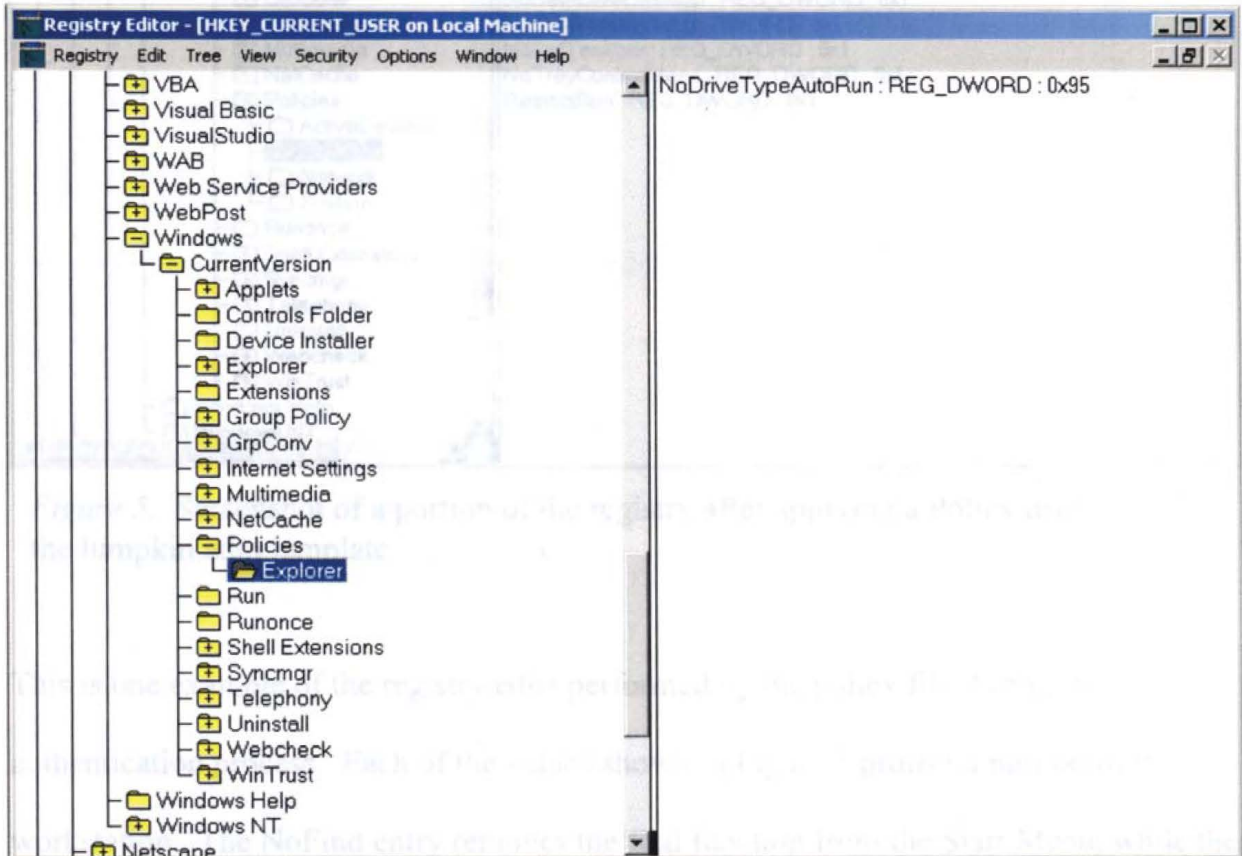 Registry Editor - [HKEY_CURRENT_USER on Local Machine]
Registry Edit Tree View Security Options Window Help
VBA
Visual Basic
VisualStudio
WAB
Web Service Providers
WebPost
Windows
CurrentVersion
Applets
Controls Folder
Device Installer
Explorer
Extensions
Group Policy
GrpConv
Internet Settings
Multimedia
NetCache
Policies
Explorer
Run
Runonce
Shell Extensions
Syncmgr
Telephony
Uninstall
Webcheck
WinTrust
Windows Help
Windows NT
Netscape
NoDriveTypeAutoRun : REG_DWORD : 0x95